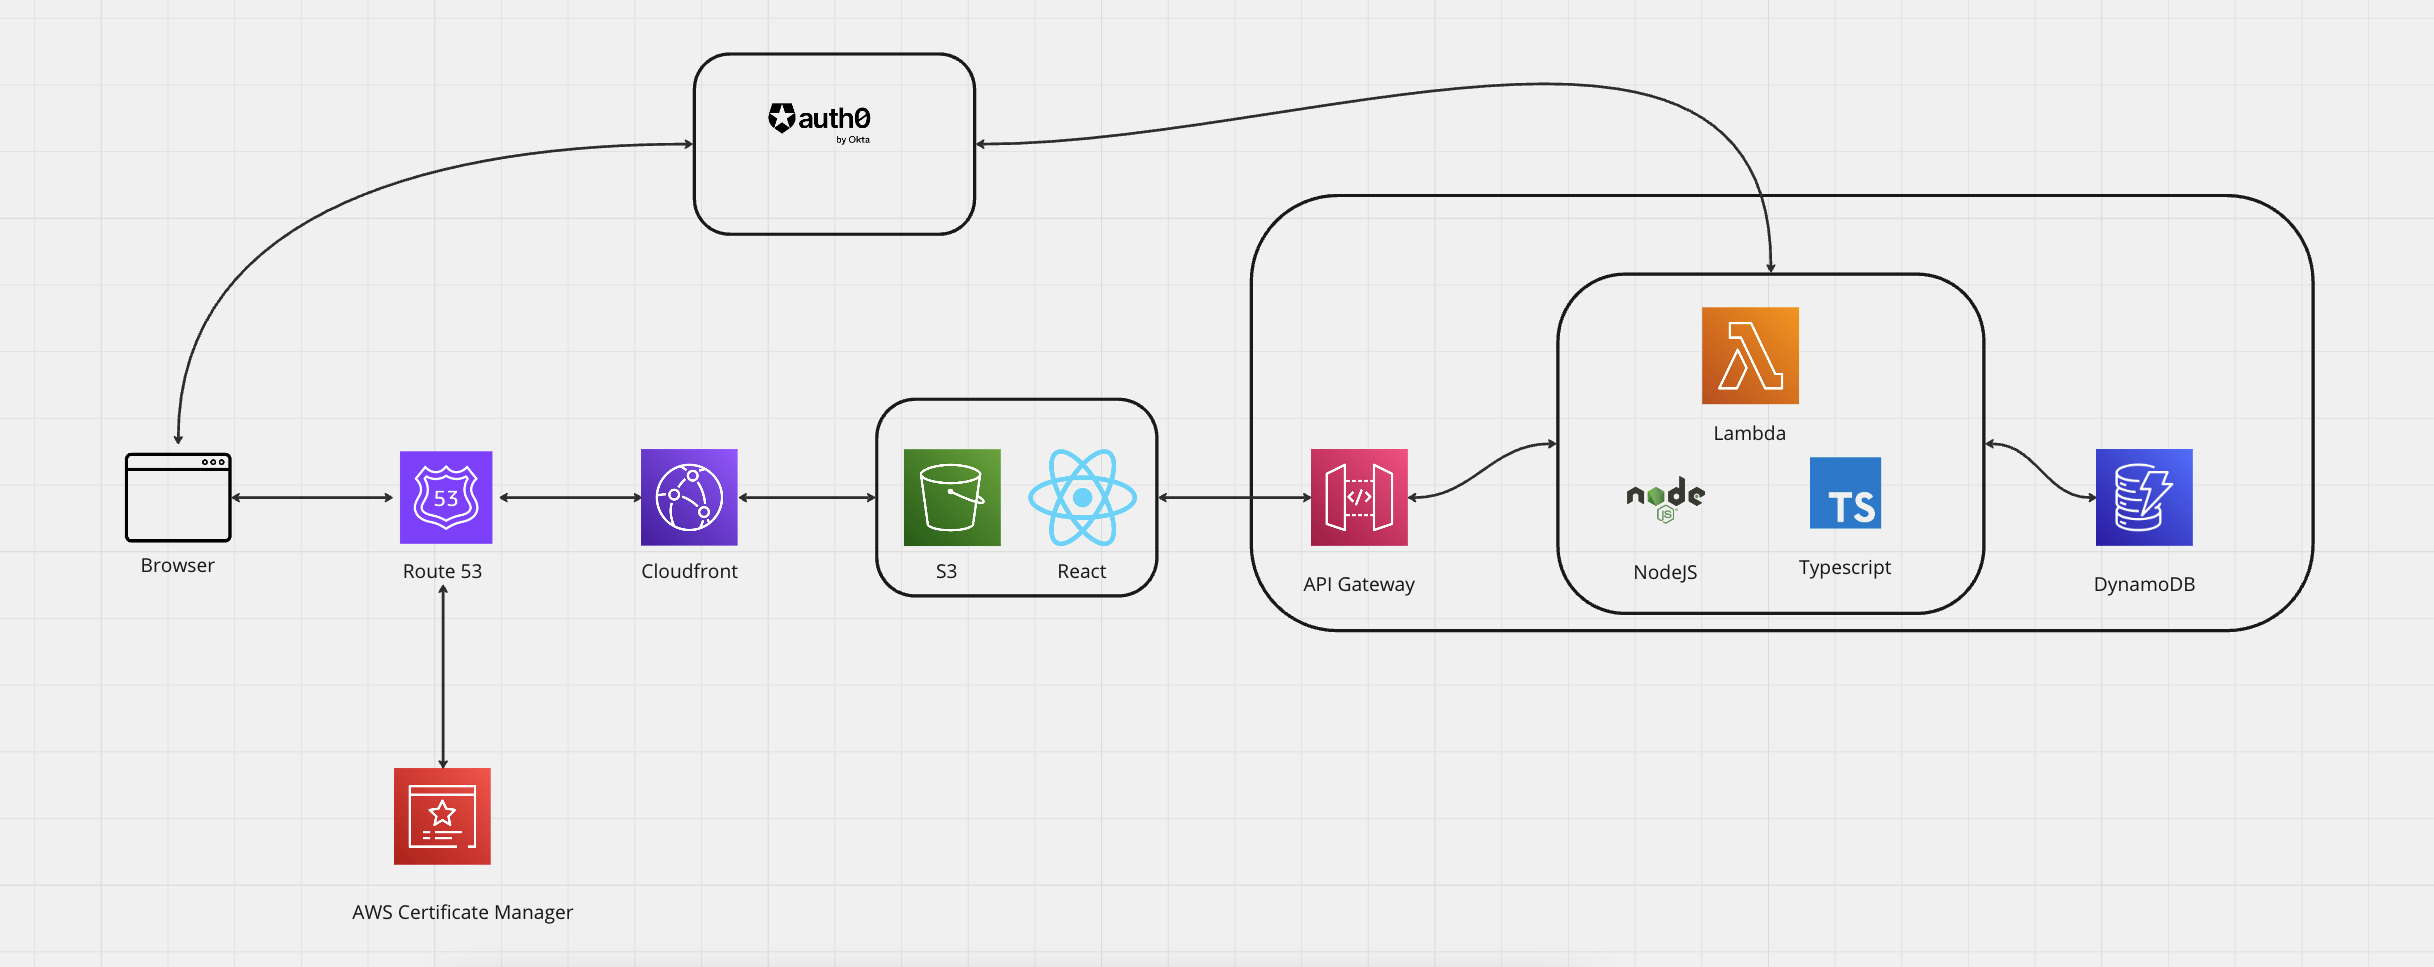 auth0
by Okta
Lambda
53
</>
node
JS
TS
Browser
Route 53
Cloudfront
S3
React
API Gateway
NodeJS
Typescript
DynamoDB
AWS Certificate Manager